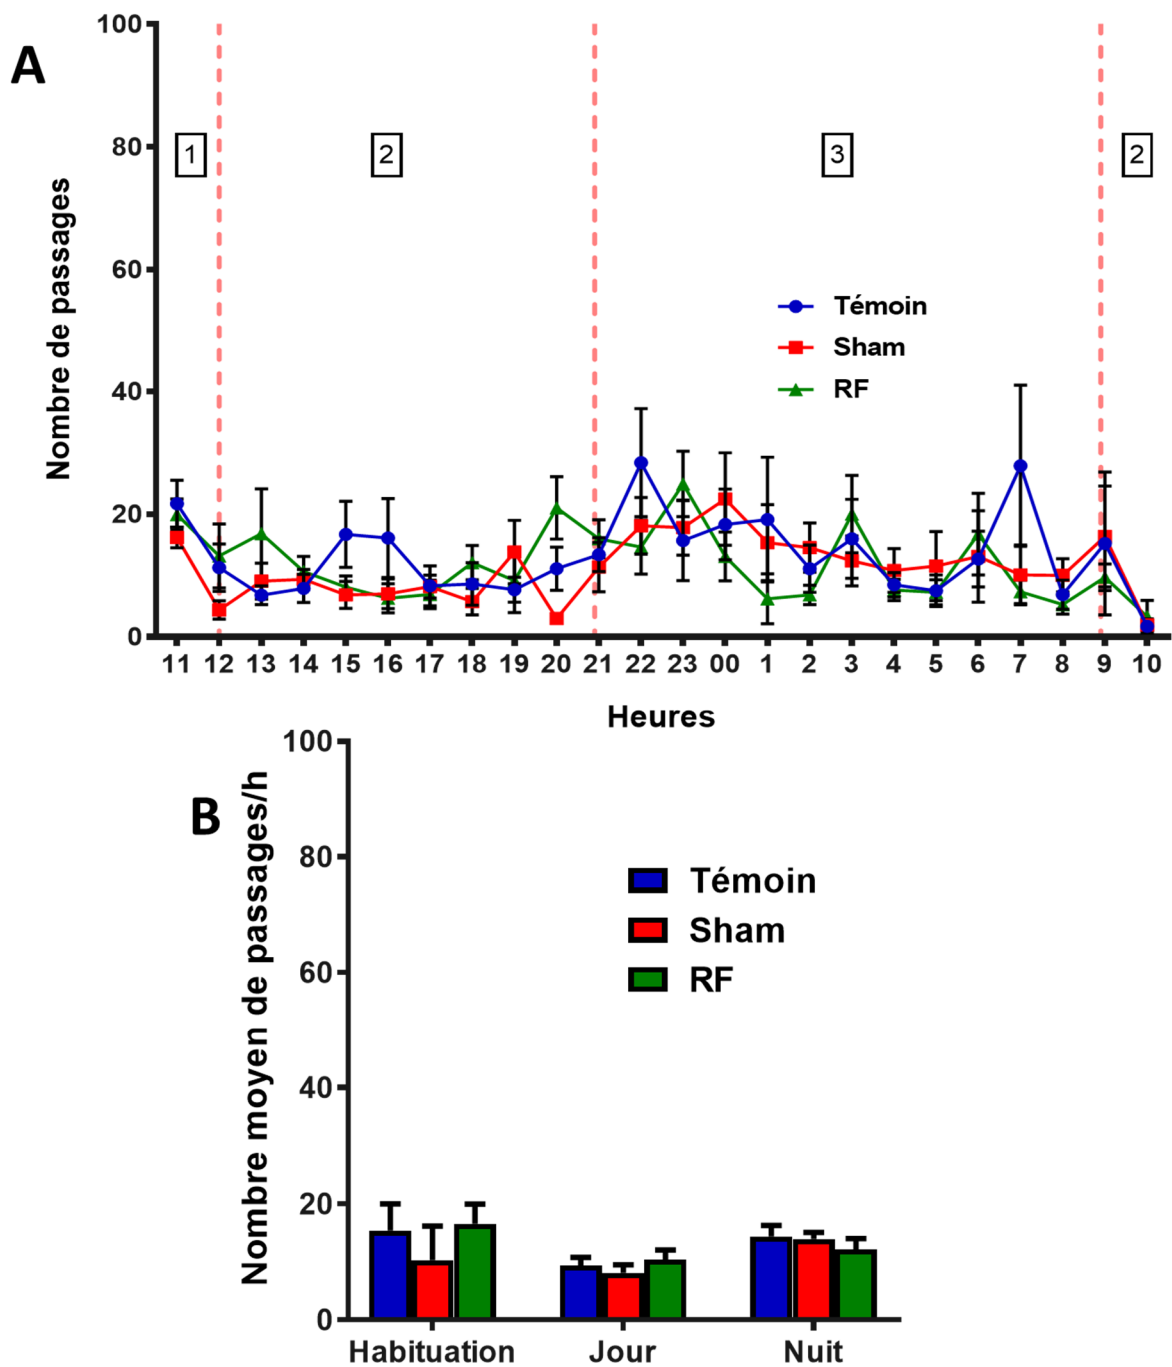 A
100
80
60
40
20
0
Nombre de passages
1
2
3
2
Témoin
Sham
RF
11 12 13 14 15 16 17 18 19 20 21 22 23 00 1 2 3 4 5 6 7 8 9 10
Heures
B
100
80
60
40
20
0
Nombre moyen de passages/h
Témoin
Sham
RF
Habituation Jour Nuit